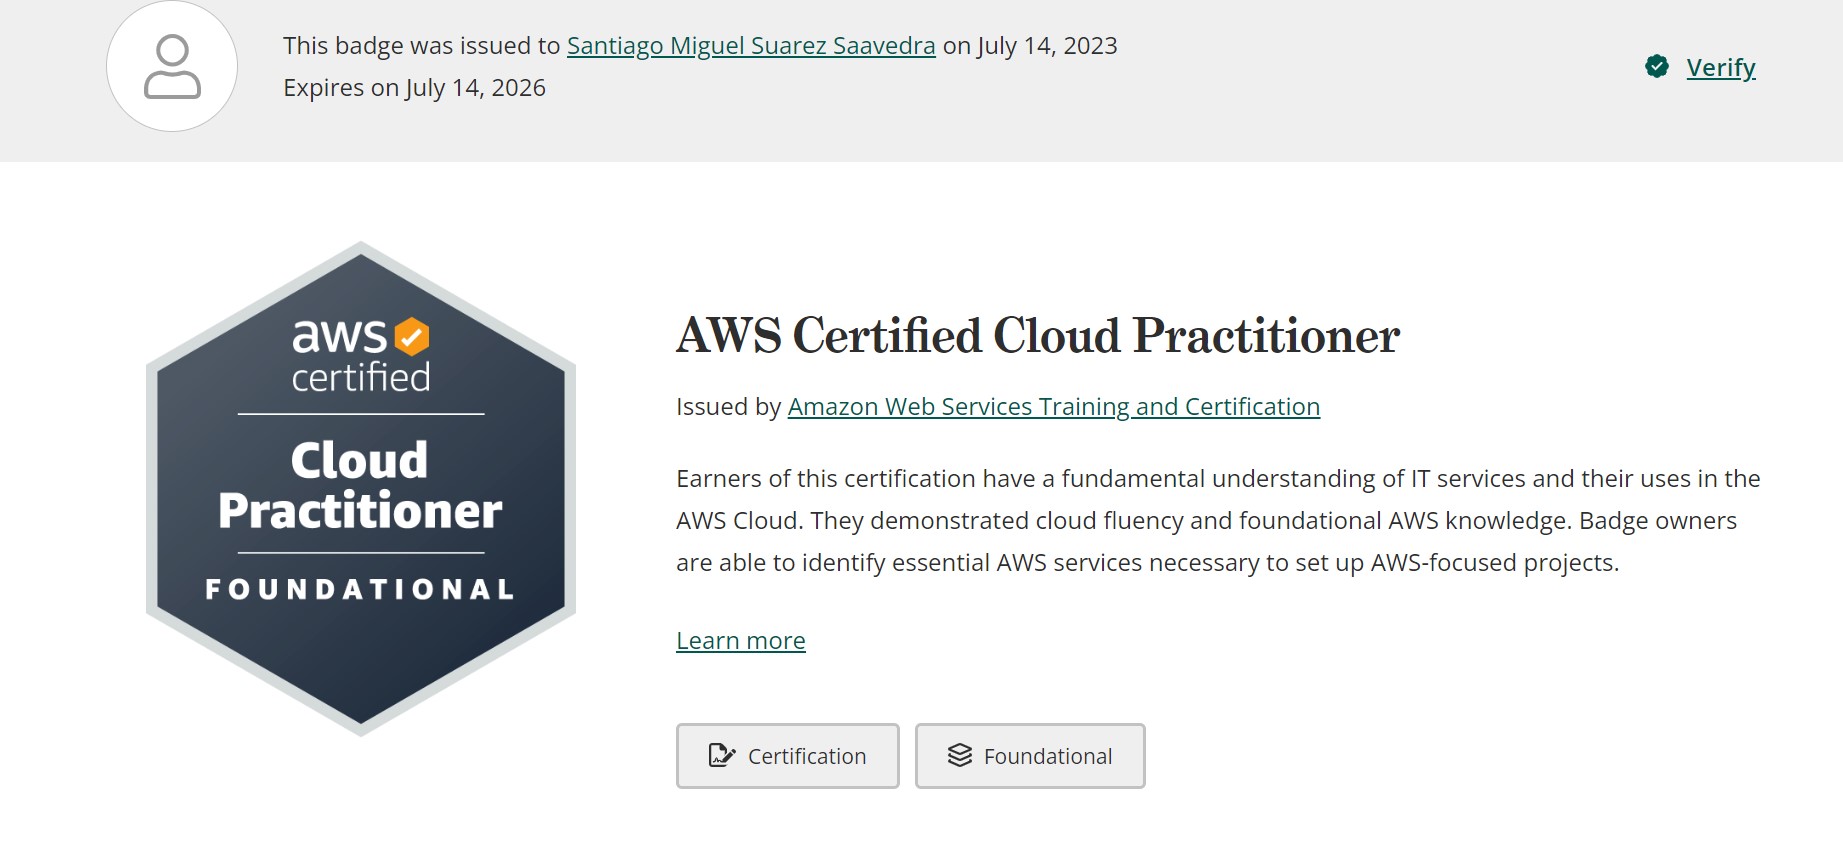 This badge was issued to Santiago Miguel Suarez Saavedra on July 14, 2023
Expires on July 14, 2026
Verify
aws
certified
Cloud
Practitioner
FOUNDATIONAL
AWS Certified Cloud Practitioner
Issued by Amazon Web Services Training and Certification
Earners of this certification have a fundamental understanding of IT services and their uses in the
AWS Cloud. They demonstrated cloud fluency and foundational AWS knowledge. Badge owners
are able to identify essential AWS services necessary to set up AWS-focused projects.
Learn more
Certification
Foundational